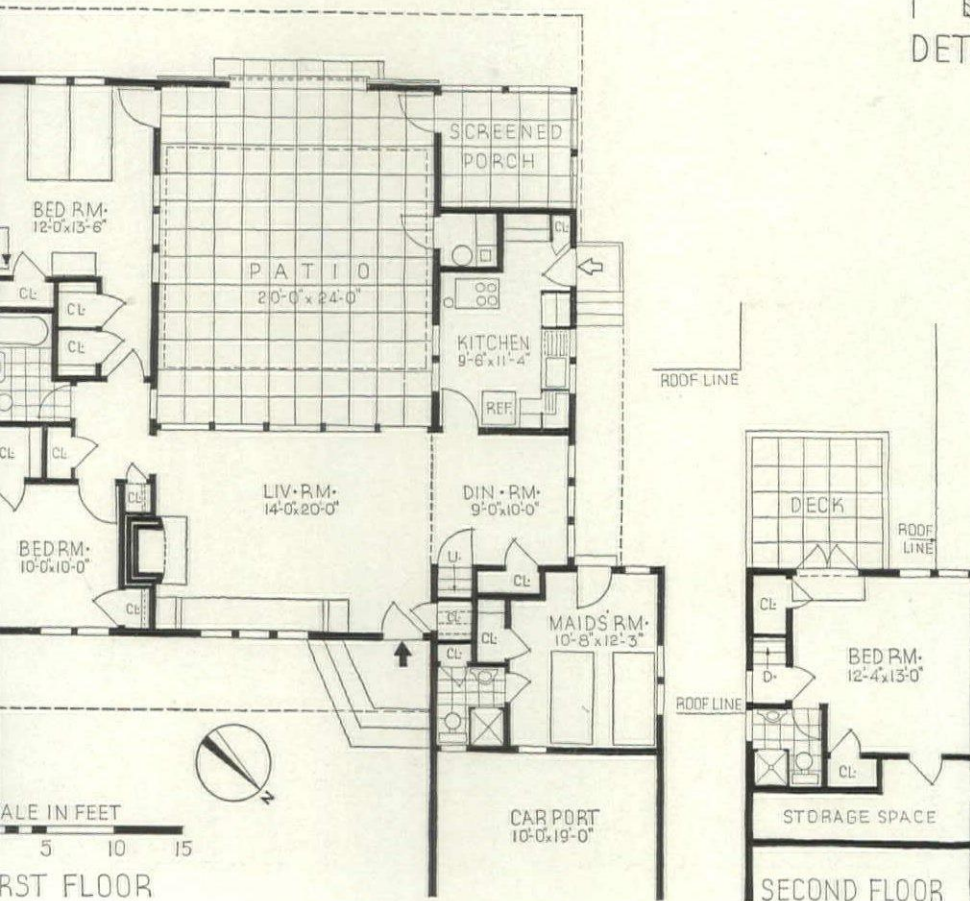 DET
SCREENED
PORCH
BED RM·
12'-0"x13'-6"
CL·
PATIO
20'-0" x 24'-0"
CL·
CL·
CL·
KITCHEN
9'-6"x11'-4"
REF.
ROOF LINE
CL·
CL·
CL·
LIV·RM·
14'-0"x20'-0"
DIN·RM·
9'-0"x10'-0"
DECK
ROOF
LINE
BED RM·
10'-0"x10'-0"
U·
CL·
CL·
CL·
CL·
CL·
MAIDS' RM·
10'-8"x12'-3"
CL·
BED RM·
12'-4"x13'-0"
D·
ROOF LINE
CL·
N
ALE IN FEET
5 10 15
CAR PORT
10'-0"x19'-0"
STORAGE SPACE
RST FLOOR
SECOND FLOOR